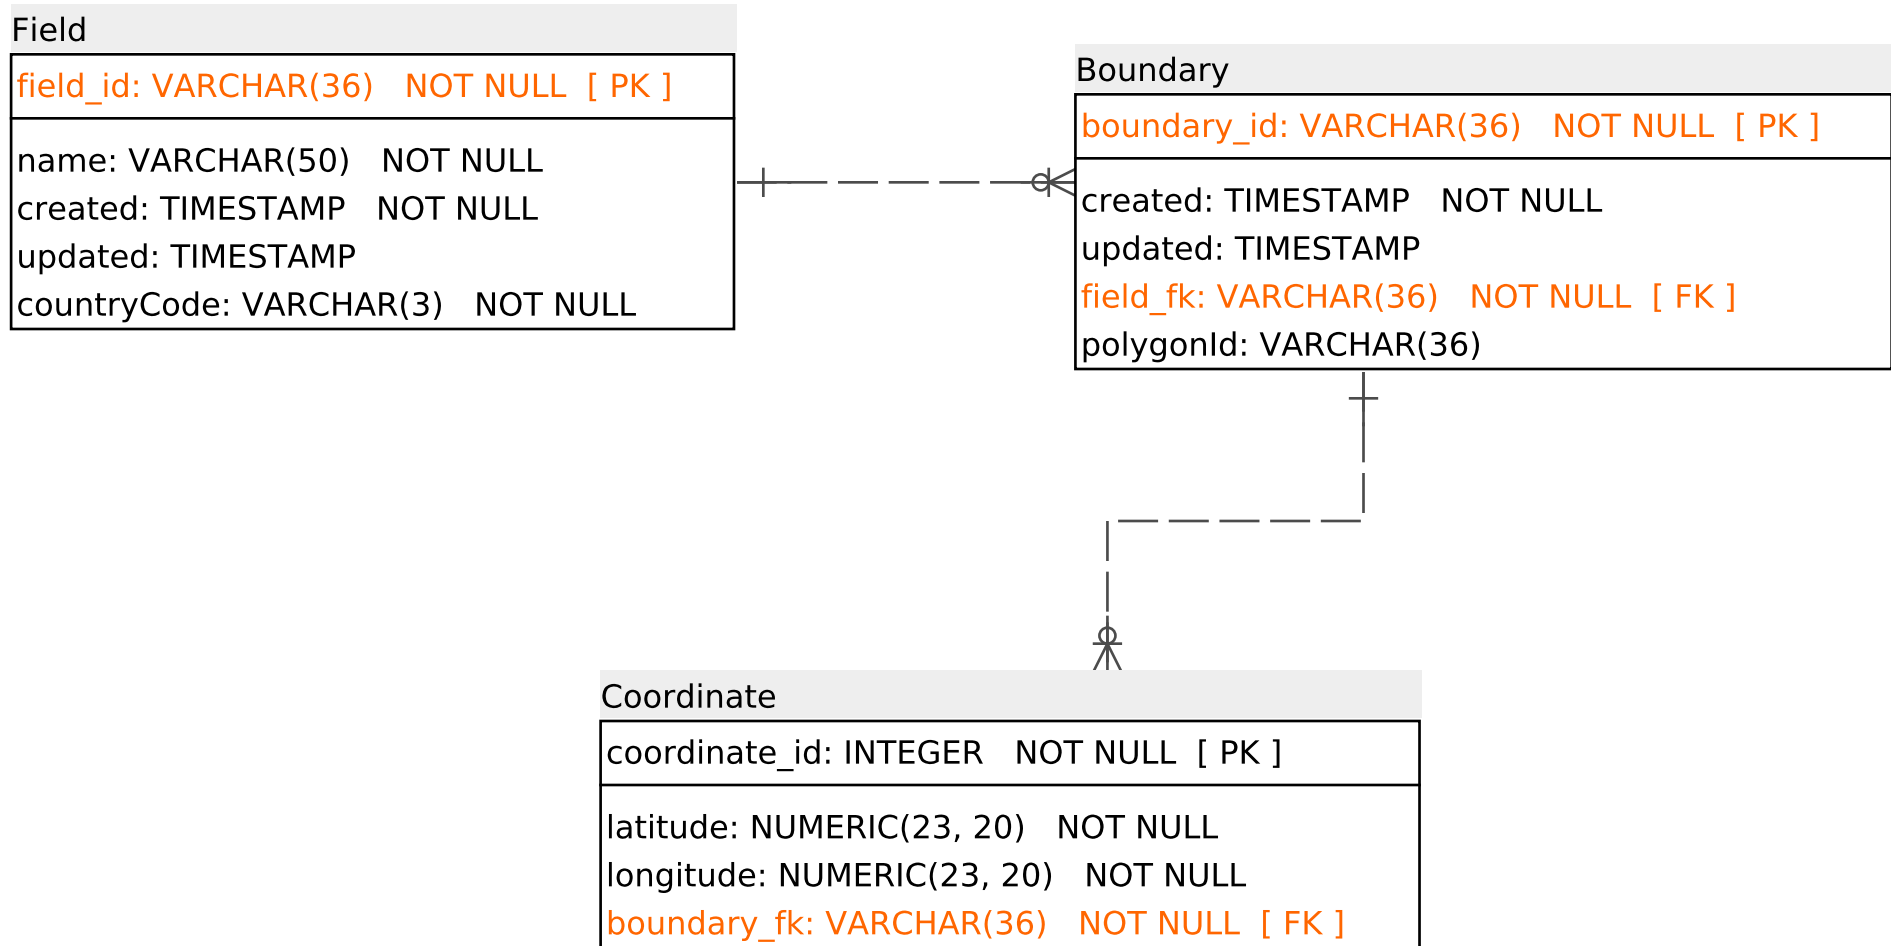 Field
field_id: VARCHAR(36)   NOT NULL  [ PK ]
name: VARCHAR(50)   NOT NULL
created: TIMESTAMP   NOT NULL
updated: TIMESTAMP
countryCode: VARCHAR(3)   NOT NULL
Boundary
boundary_id: VARCHAR(36)   NOT NULL  [ PK ]
created: TIMESTAMP   NOT NULL
updated: TIMESTAMP
field_fk: VARCHAR(36)   NOT NULL  [ FK ]
polygonId: VARCHAR(36)
Coordinate
coordinate_id: INTEGER   NOT NULL  [ PK ]
latitude: NUMERIC(23, 20)   NOT NULL
longitude: NUMERIC(23, 20)   NOT NULL
boundary_fk: VARCHAR(36)   NOT NULL  [ FK ]